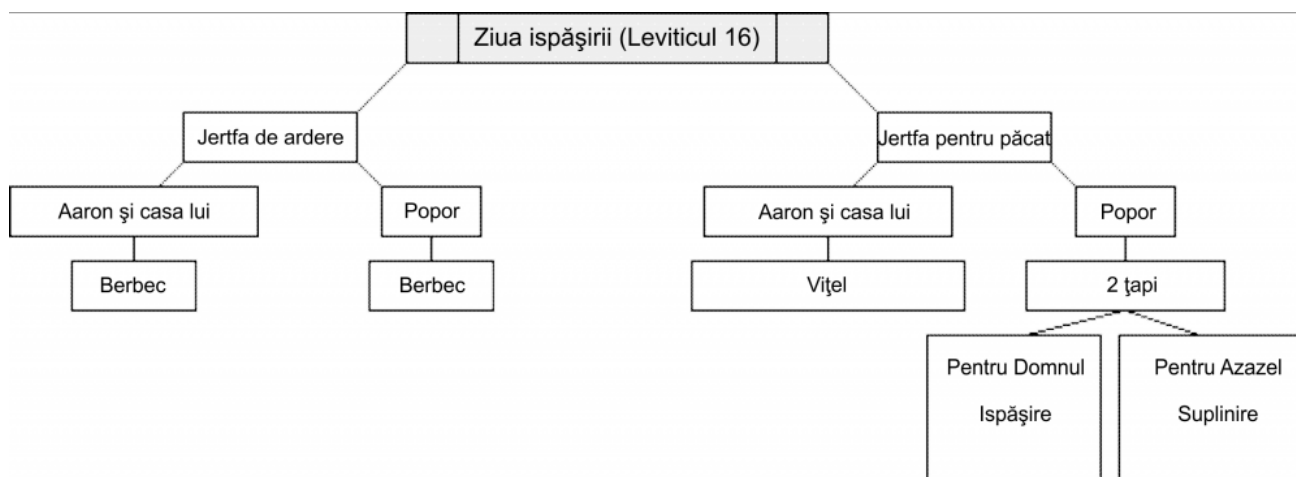 Ziua ispăşirii (Leviticul 16)
Jertfa de ardere
Jertfa pentru păcat
Aaron şi casa lui
Popor
Aaron şi casa lui
Popor
Berbec
Berbec
Viţel
2 ţapi
Pentru Domnul
Ispăşire
Pentru Azazel
Suplinire